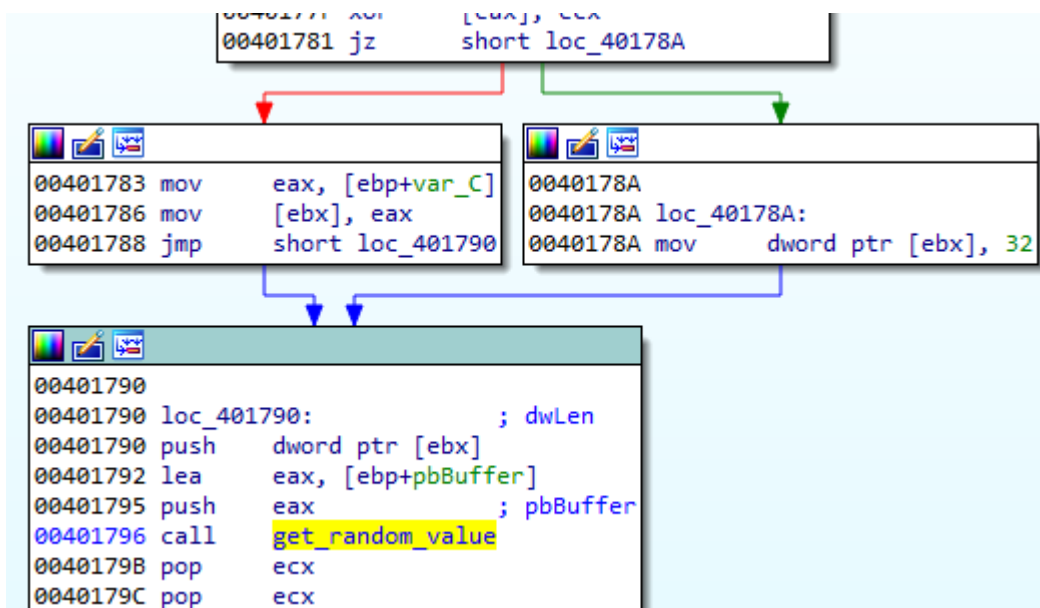 00401781 jz short loc_40178A
00401783 mov eax, [ebp+var_C]
00401786 mov [ebx], eax
00401788 jmp short loc_401790
0040178A
0040178A loc_40178A:
0040178A mov dword ptr [ebx], 32
00401790
00401790 loc_401790: ; dwLen
00401790 push dword ptr [ebx]
00401792 lea eax, [ebp+pbBuffer]
00401795 push eax ; pbBuffer
00401796 call get_random_value
0040179B pop ecx
0040179C pop ecx